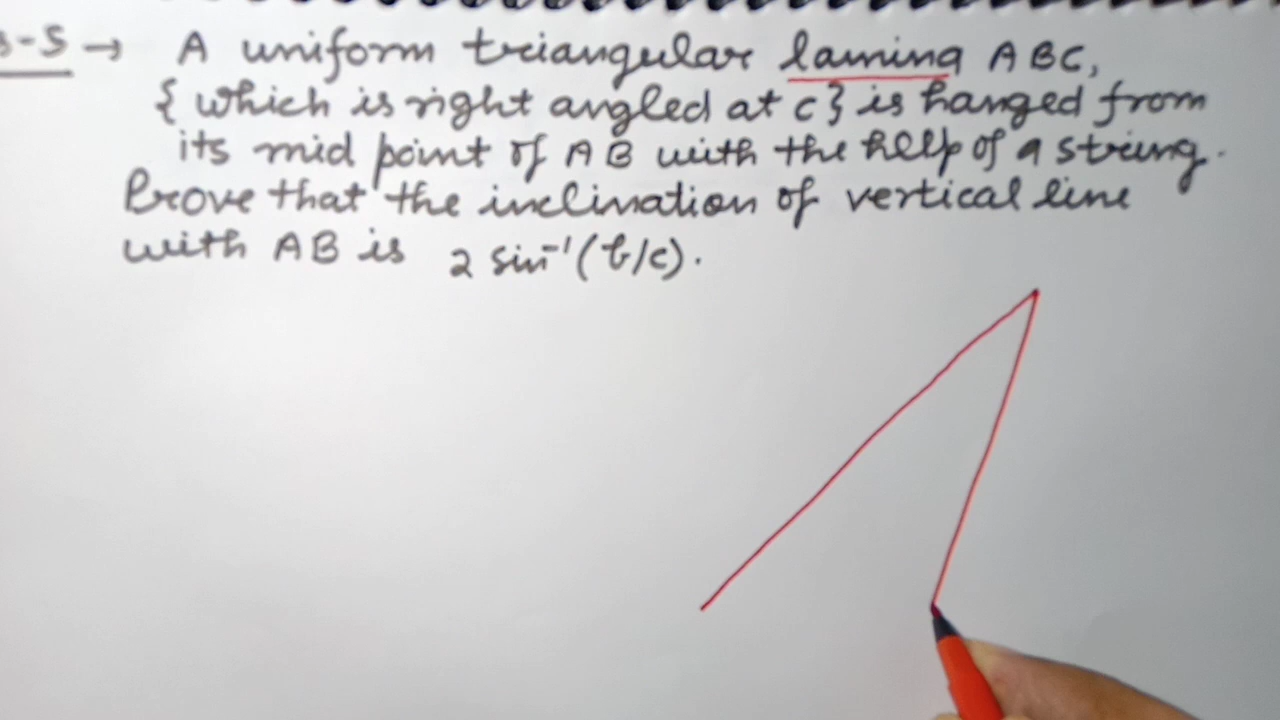 -5 → A uniform triangular lamina ABC,
{ which is right angled at C } is hanged from
its mid point of AB with the help of a string.
Prove that the inclination of vertical line
with AB is 2 sin⁻¹(b/c).